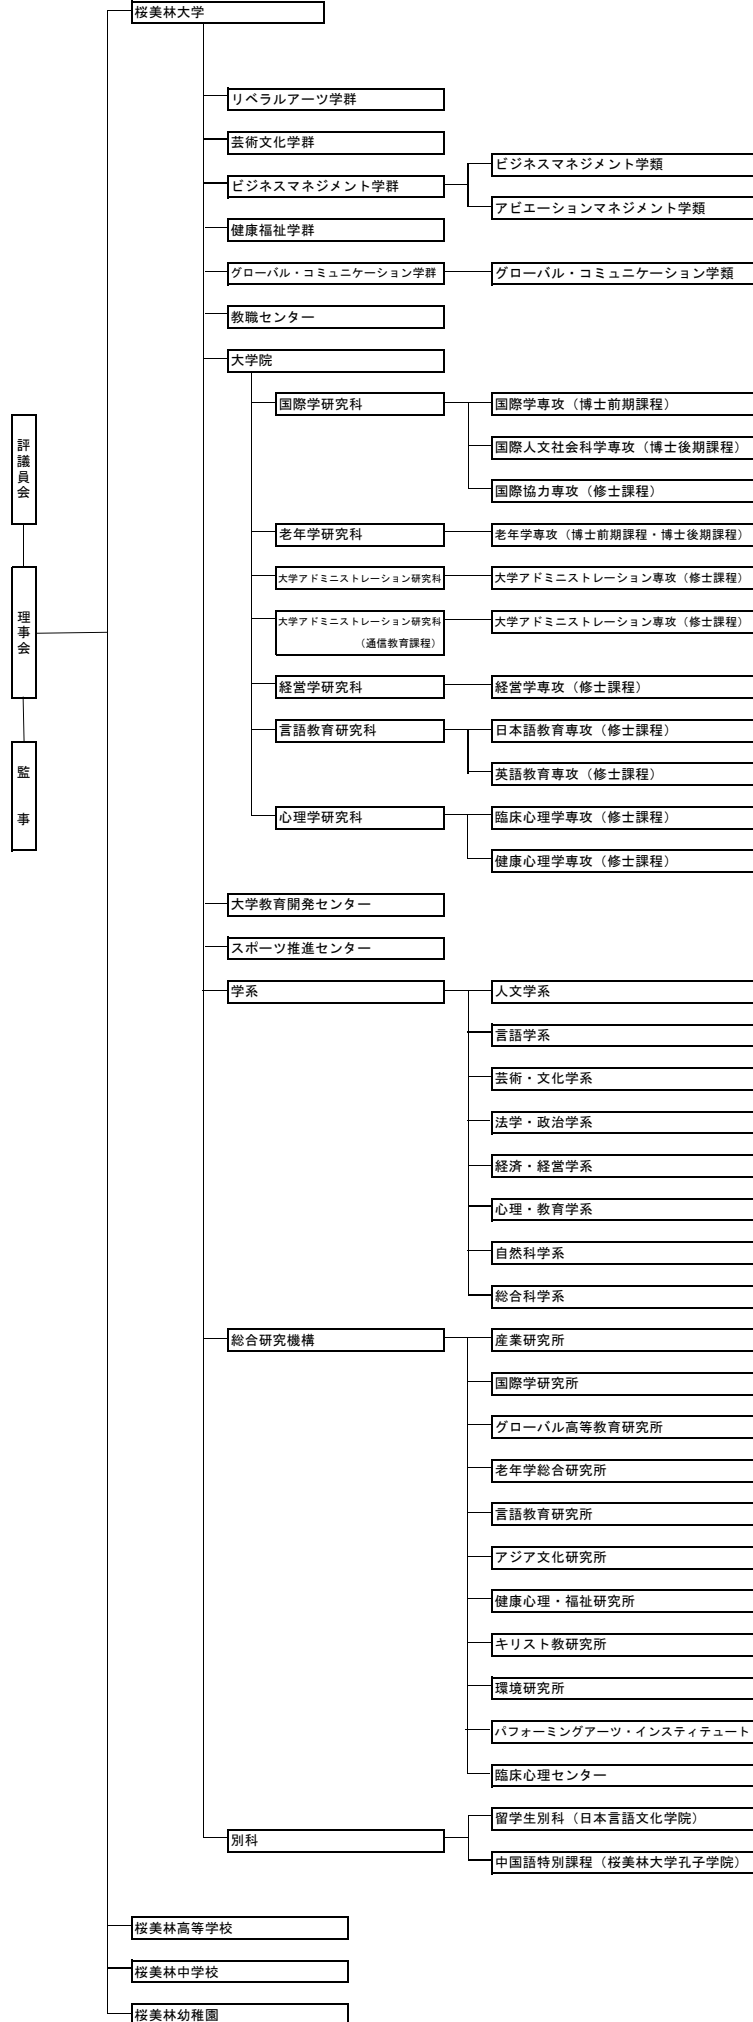 桜美林大学
リベラルアーツ学群
芸術文化学群
ビジネスマネジメント学群
ビジネスマネジメント学類
アビエーションマネジメント学類
健康福祉学群
グローバル・コミュニケーション学群
グローバル・コミュニケーション学類
教職センター
大学院
国際学研究科
国際学専攻（博士前期課程）
国際人文社会科学専攻（博士後期課程）
国際協力専攻（修士課程）
老年学研究科
老年学専攻（博士前期課程・博士後期課程）
大学アドミニストレーション研究科
大学アドミニストレーション専攻（修士課程）
大学アドミニストレーション研究科
（通信教育課程）
大学アドミニストレーション専攻（修士課程）
経営学研究科
経営学専攻（修士課程）
言語教育研究科
日本語教育専攻（修士課程）
英語教育専攻（修士課程）
心理学研究科
臨床心理学専攻（修士課程）
健康心理学専攻（修士課程）
評議員会
理事会
監事
大学教育開発センター
スポーツ推進センター
学系
人文学系
言語学系
芸術・文化学系
法学・政治学系
経済・経営学系
心理・教育学系
自然科学系
総合科学系
総合研究機構
産業研究所
国際学研究所
グローバル高等教育研究所
老年学総合研究所
言語教育研究所
アジア文化研究所
健康心理・福祉研究所
キリスト教研究所
環境研究所
パフォーミングアーツ・インスティテュート
臨床心理センター
別科
留学生別科（日本言語文化学院）
中国語特別課程（桜美林大学孔子学院）
桜美林高等学校
桜美林中学校
桜美林幼稚園